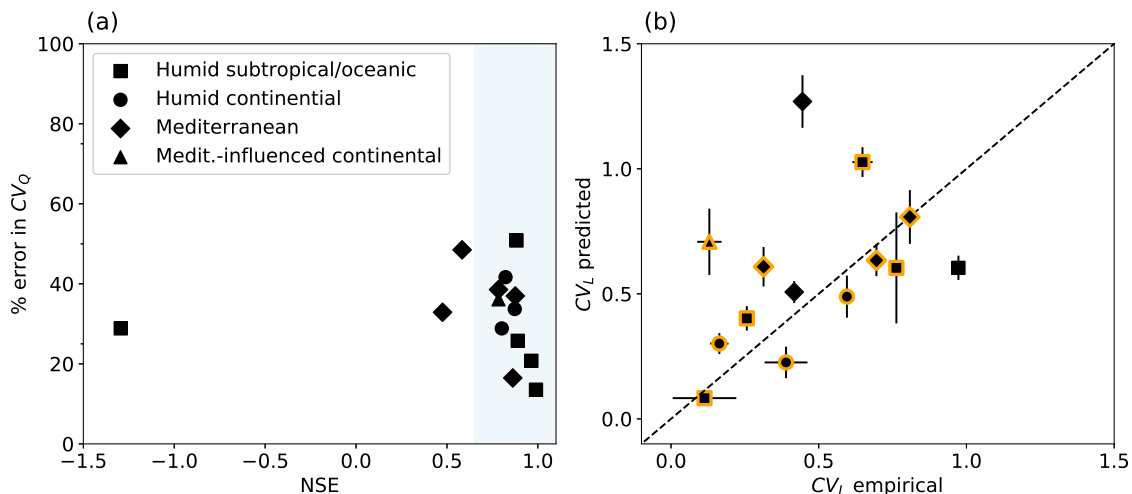 (a)
100
80
60
40
20
0
% error in CV_Q
Humid subtropical/oceanic
Humid continential
Mediterranean
Medit.-influenced continental
−1.5 −1.0 −0.5 0.0 0.5 1.0
NSE
(b)
1.5
1.0
0.5
0.0
CV_L predicted
0.0 0.5 1.0 1.5
CV_L empirical